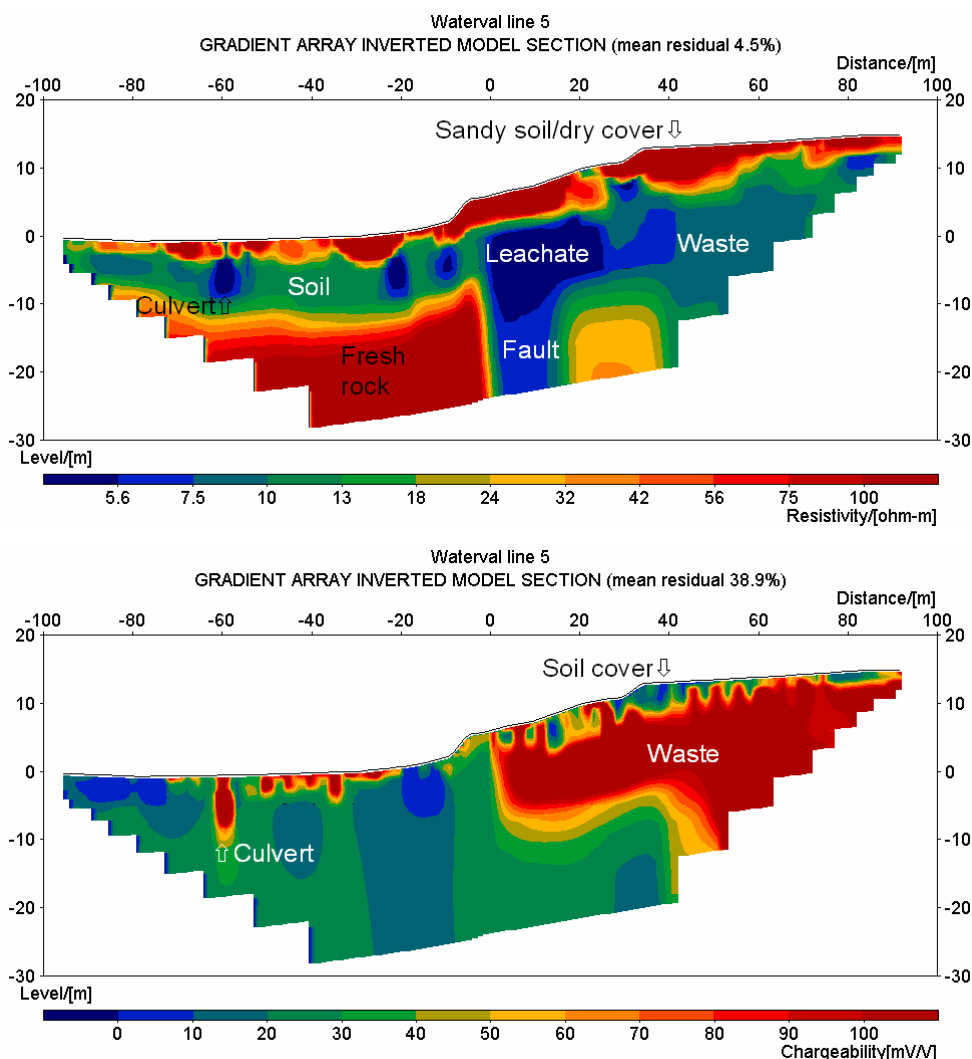 Waterval line 5
GRADIENT ARRAY INVERTED MODEL SECTION (mean residual 4.5%)
Distance/[m]
-100 -80 -60 -40 -20 0 20 40 60 80 100
20 20
Sandy soil/dry cover⇩
10 10
0 0
Leachate Waste
Soil
-10 Culvert⇧ -10
Fault
Fresh
rock
-20 -20
-30 -30
Level/[m]
5.6 7.5 10 13 18 24 32 42 56 75 100
Resistivity/[ohm-m]
Waterval line 5
GRADIENT ARRAY INVERTED MODEL SECTION (mean residual 38.9%)
Distance/[m]
-100 -80 -60 -40 -20 0 20 40 60 80 100
20 20
Soil cover⇩
10 10
Waste
0 0
-10 -10
⇧Culvert
-20 -20
-30 -30
Level/[m]
0 10 20 30 40 50 60 70 80 90 100
Chargeability[mV/V]